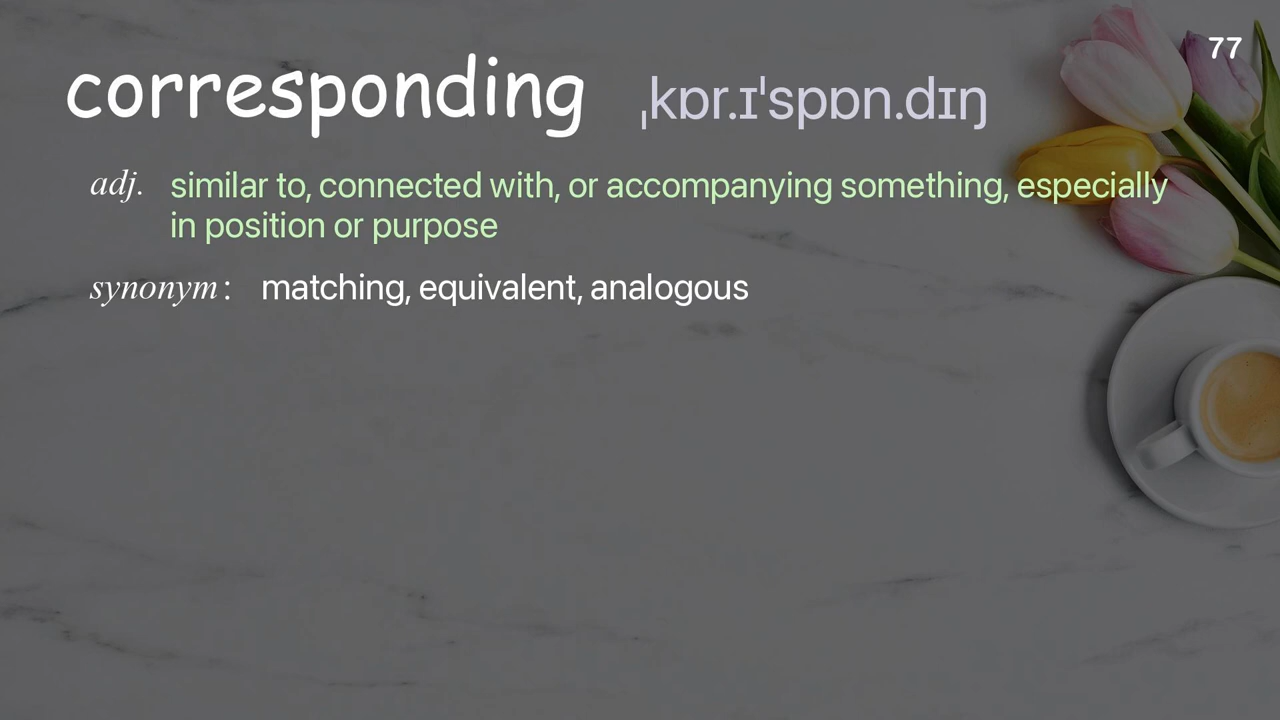 77
corresponding ˌkɒr.ɪˈspɒn.dɪŋ
adj. similar to, connected with, or accompanying something, especially
in position or purpose
synonym: matching, equivalent, analogous